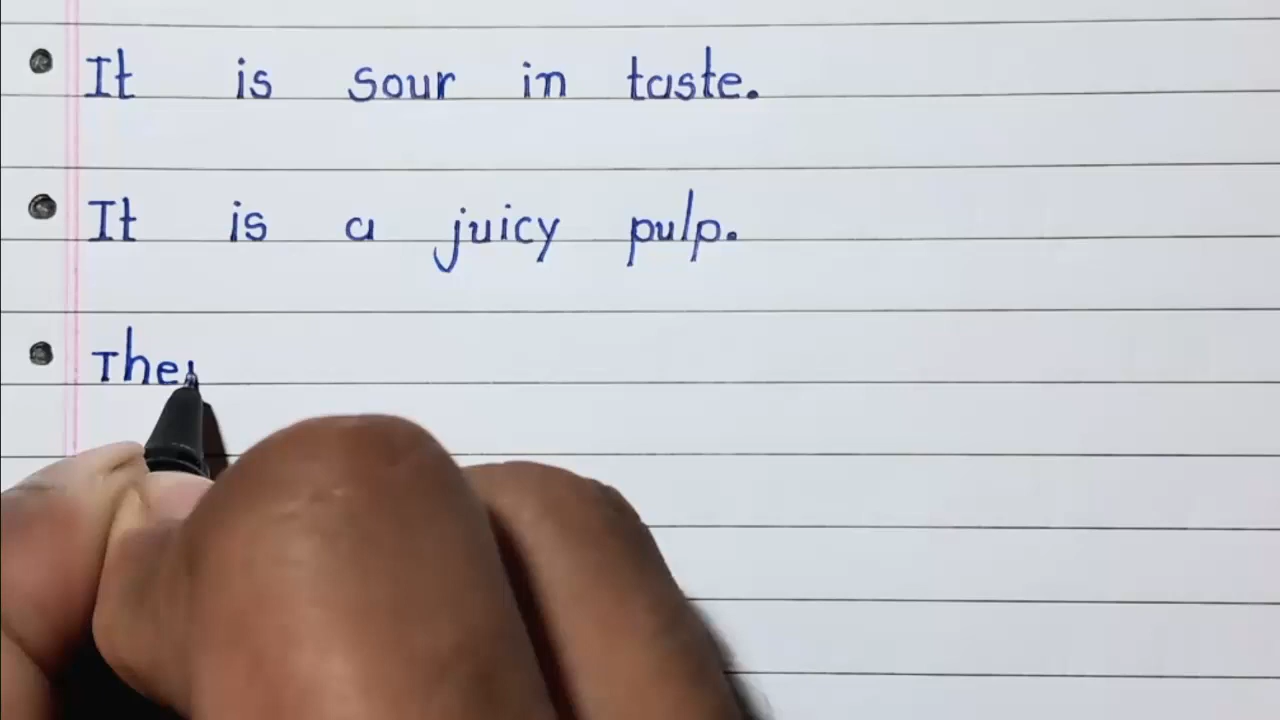 It is sour in taste.
It is a juicy pulp.
The